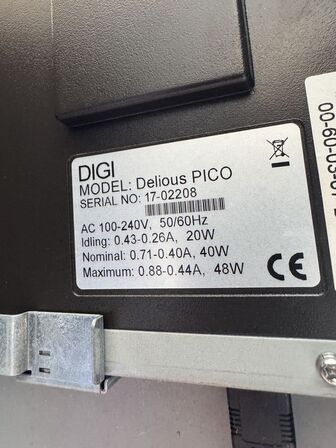 DIGI
MODEL: Delious PICO
SERIAL NO: 17-02208
AC 100-240V, 50/60Hz
Idling: 0.43-0.26A, 20W
Nominal: 0.71-0.40A, 40W
Maximum: 0.88-0.44A, 48W
CE